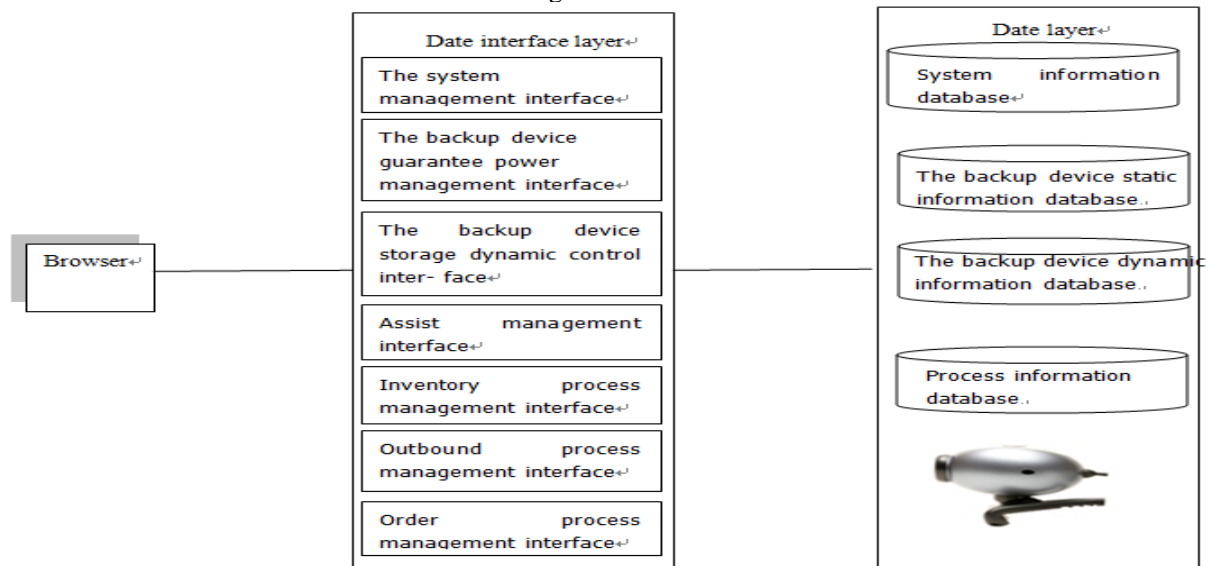 Date interface layer↵
The system
management interface↵
The backup device
guarantee power
management interface↵
The backup device
storage dynamic control
inter- face↵
Assist management
interface↵
Inventory process
management interface↵
Outbound process
management interface↵
Order process
management interface↵
Browser↵
Date layer↵
System information
database↵
The backup device static
information database.↓
The backup device dynamic
information database.↓
Process information
database.↓